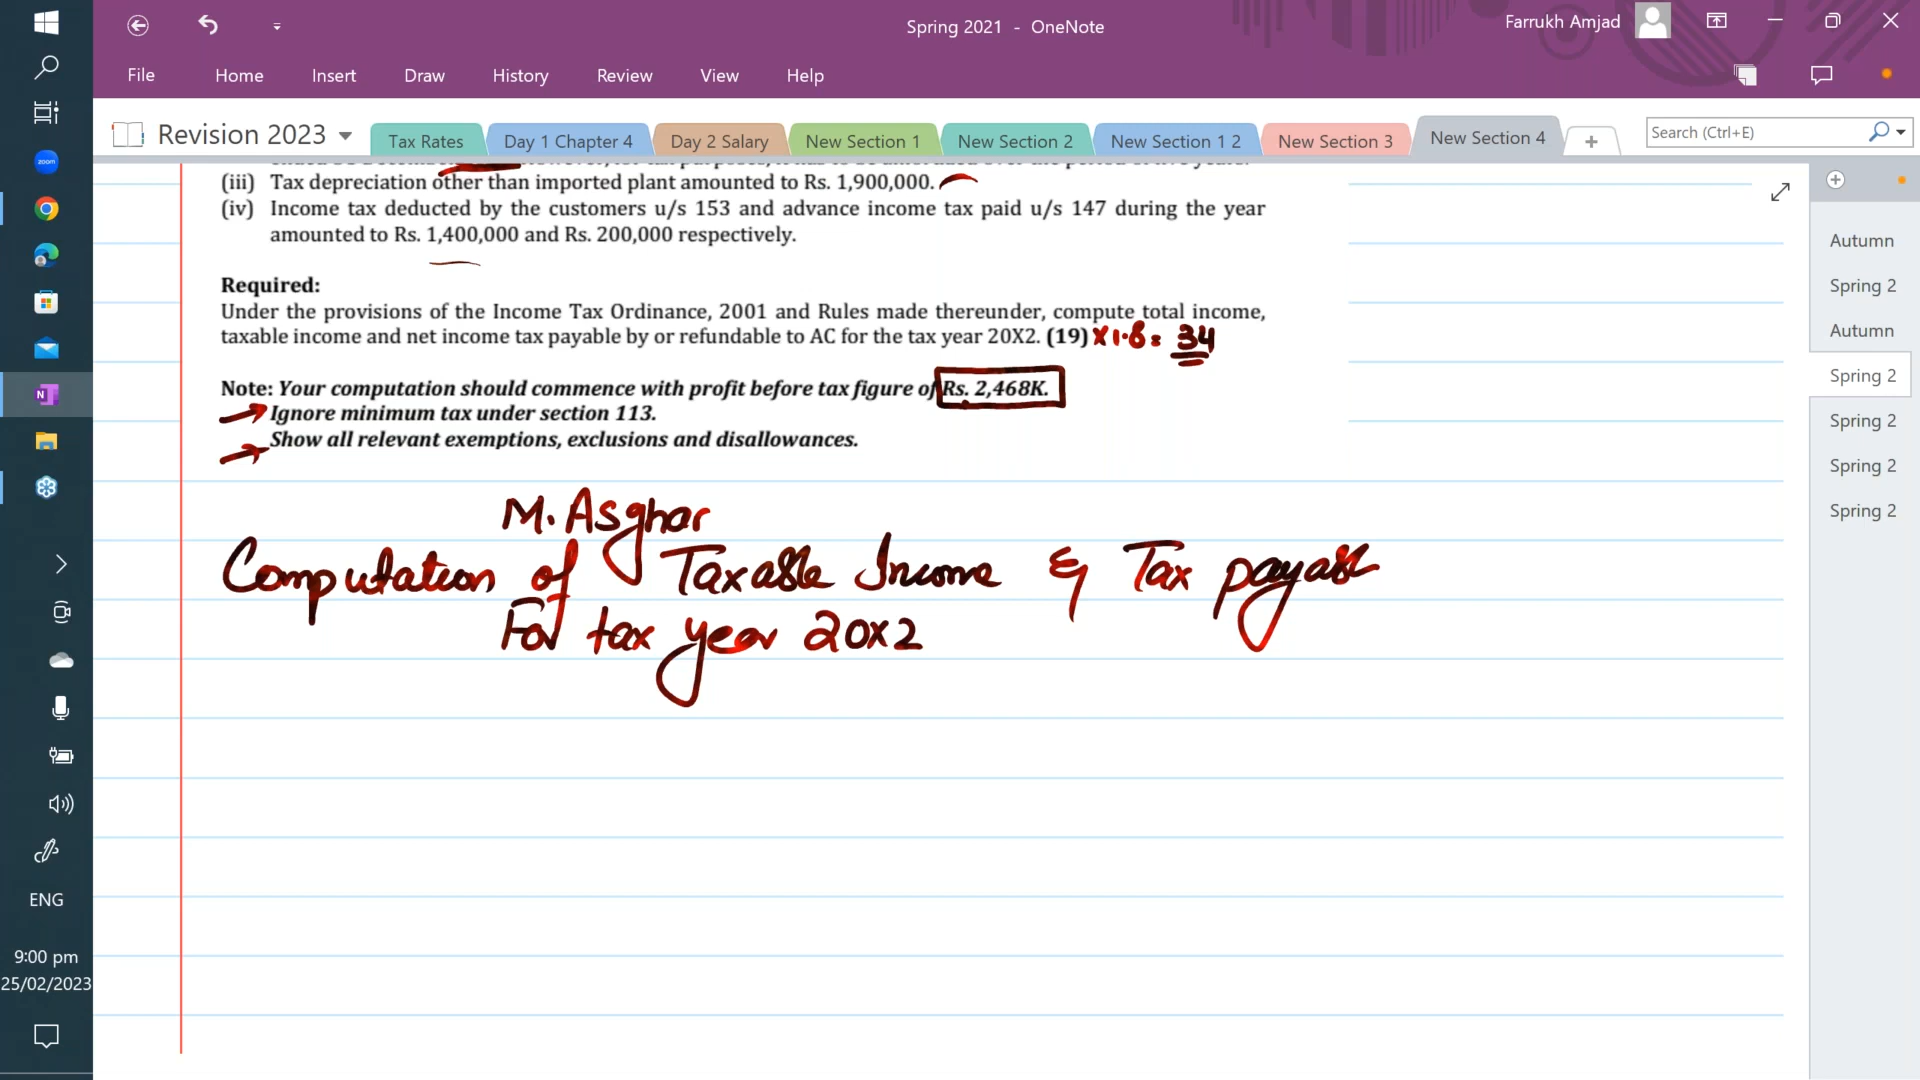 Spring 2021 - OneNote
Farrukh Amjad
File Home Insert Draw History Review View Help
Revision 2023
Tax Rates
Day 1 Chapter 4
Day 2 Salary
New Section 1
New Section 2
New Section 1 2
New Section 3
New Section 4
Search (Ctrl+E)
(iii) Tax depreciation other than imported plant amounted to Rs. 1,900,000.
(iv) Income tax deducted by the customers u/s 153 and advance income tax paid u/s 147 during the year
amounted to Rs. 1,400,000 and Rs. 200,000 respectively.
Required:
Under the provisions of the Income Tax Ordinance, 2001 and Rules made thereunder, compute total income,
taxable income and net income tax payable by or refundable to AC for the tax year 20X2. (19) x 1.8 = 34
Note: Your computation should commence with profit before tax figure of Rs. 2,468K.
Ignore minimum tax under section 113.
Show all relevant exemptions, exclusions and disallowances.
M. Asghar
Computation of Taxable Income & Tax payable
For tax year 20X2
Autumn
Spring 2
Autumn
Spring 2
Spring 2
Spring 2
Spring 2
zoom
N
ENG
9:00 pm
25/02/2023